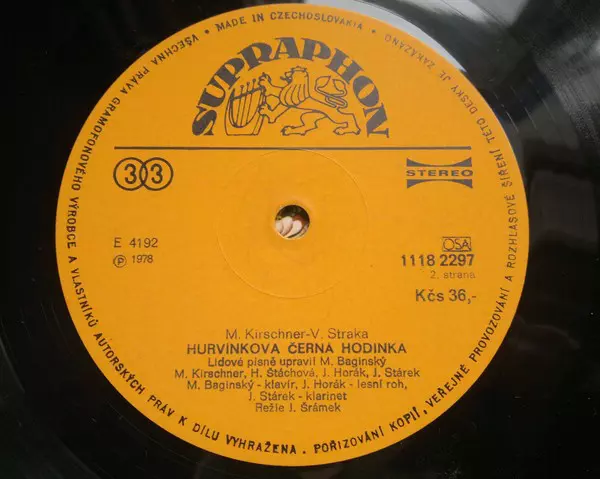 • MADE IN CZECHOSLOVAKIA •
VŠECHNA PRÁVA GRAMOFONOVÉHO VÝROBCE A VLASTNÍKŮ AUTORSKÝCH PRÁV K DÍLU VYHRAŽENA. POŘIZOVÁNÍ KOPIÍ, VEŘEJNÉ PROVOZOVÁNÍ A ROZHLASOVÉ ŠÍŘENÍ TÉTO DESKY JE ZAKÁZÁNO
SUPRAPHON
33
STEREO
E 4192
Ⓟ 1978
OSA
1118 2297
2. strana
Kčs 36,-
M. Kirschner-V. Straka
HURVÍNKOVA ČERNÁ HODINKA
Lidové písně upravil M. Baginský
M. Kirschner, H. Štáchová, J. Horák, J. Stárek
M. Baginský - klavír, J. Horák - lesní roh,
J. Stárek - klarinet
Režie J. Šrámek